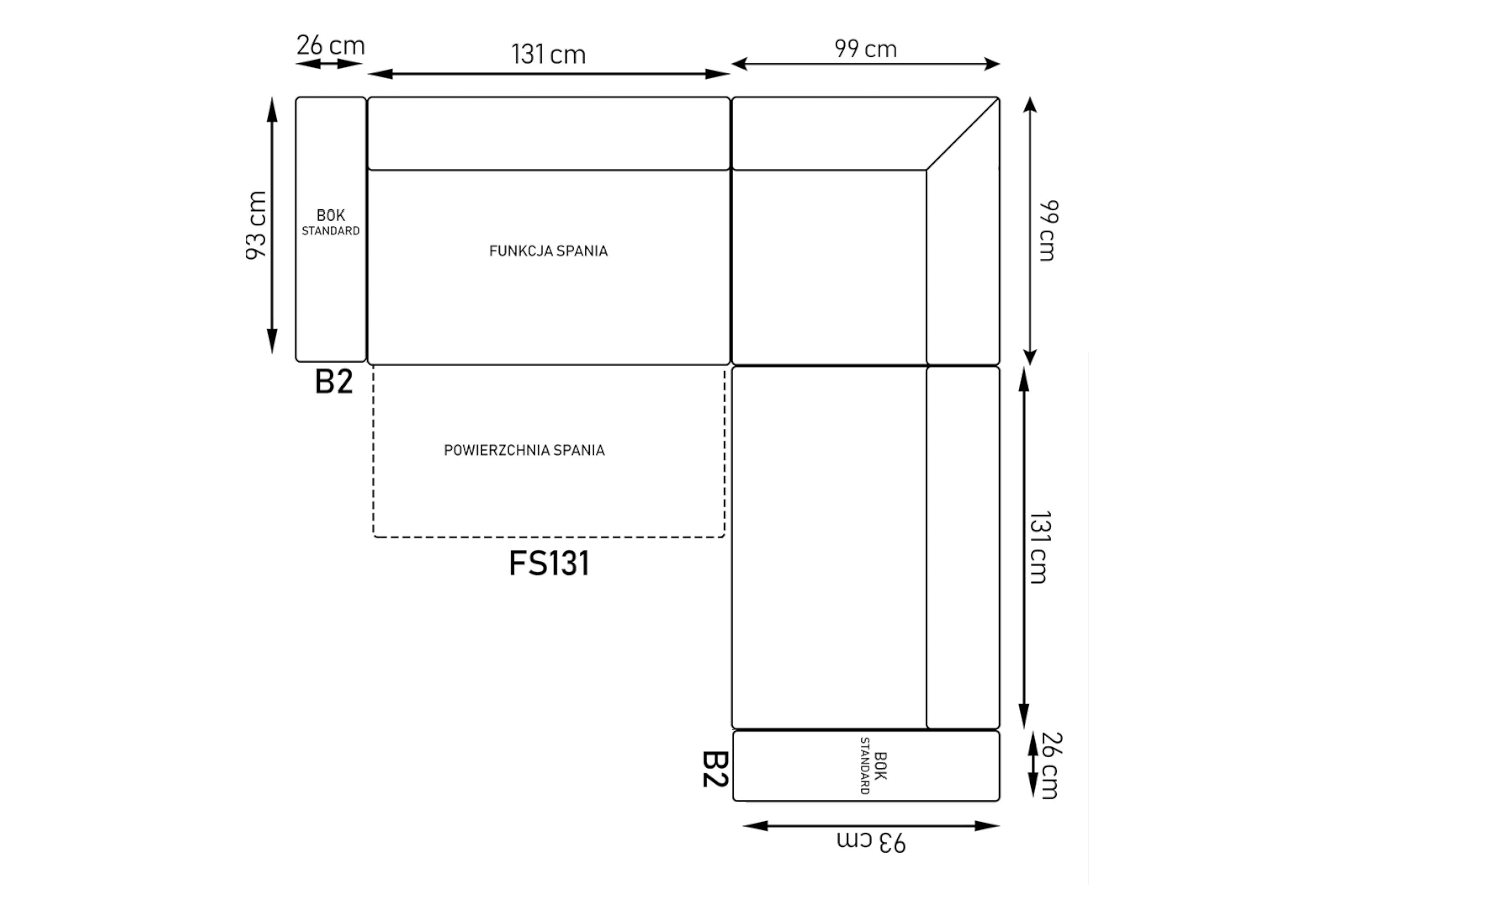 26 cm
131 cm
99 cm
93 cm
BOK
STANDARD
FUNKCJA SPANIA
99 cm
B2
POWIERZCHNIA SPANIA
FS131
131 cm
B2
BOK
STANDARD
26 cm
93 cm